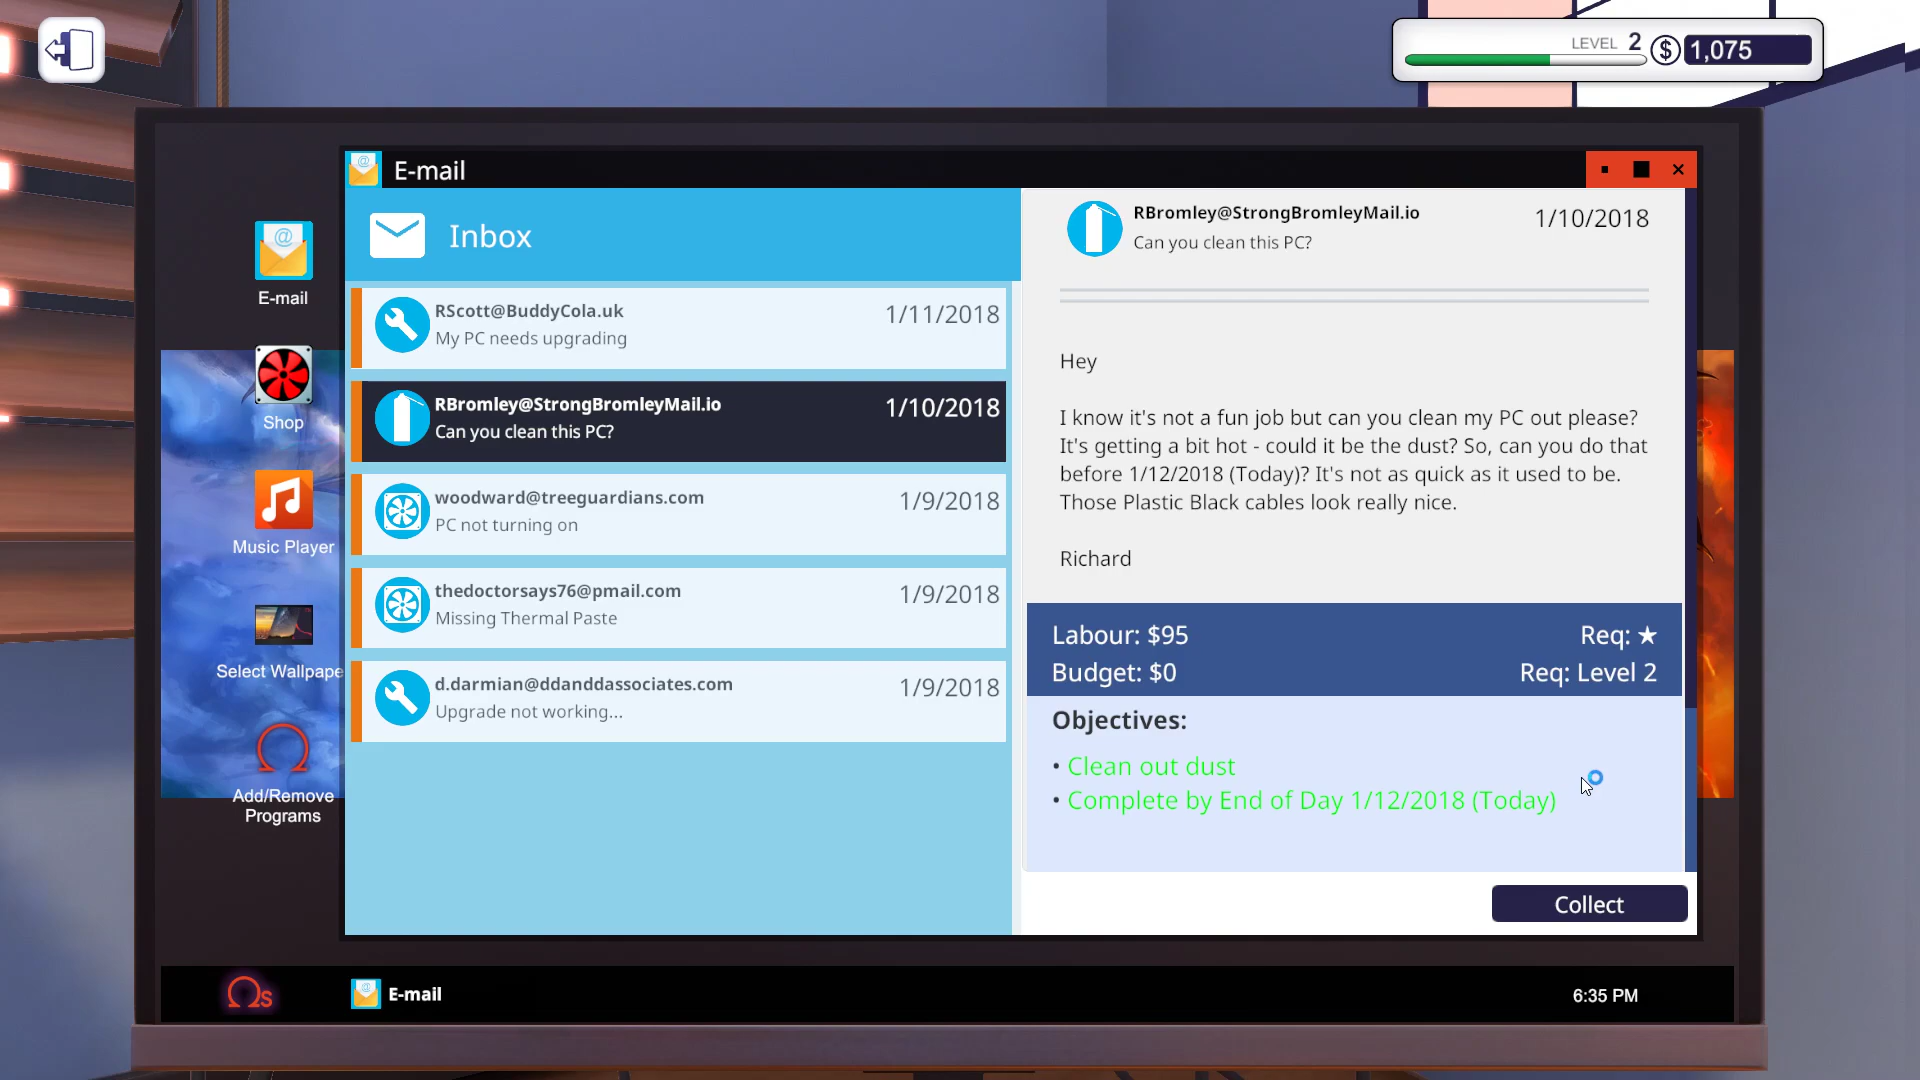 LEVEL 2
$ 1,075
E-mail
Inbox
RScott@BuddyCola.uk
1/11/2018
My PC needs upgrading
RBromley@StrongBromleyMail.io
1/10/2018
Can you clean this PC?
woodward@treeguardians.com
1/9/2018
PC not turning on
thedoctorsays76@pmail.com
1/9/2018
Missing Thermal Paste
d.darmian@ddanddassociates.com
1/9/2018
Upgrade not working...
RBromley@StrongBromleyMail.io
1/10/2018
Can you clean this PC?
Hey
I know it's not a fun job but can you clean my PC out please?
It's getting a bit hot - could it be the dust? So, can you do that
before 1/12/2018 (Today)? It's not as quick as it used to be.
Those Plastic Black cables look really nice.
Richard
Labour: $95
Req: ★
Budget: $0
Req: Level 2
Objectives:
• Clean out dust
• Complete by End of Day 1/12/2018 (Today)
Collect
E-mail
Shop
Music Player
Select Wallpape
Add/Remove
Programs
Ωs
E-mail
6:35 PM